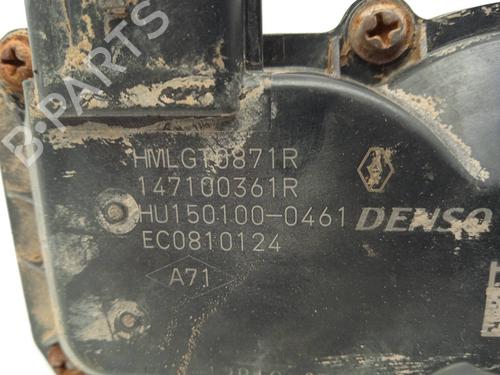 B-PARTS
HMLGT0871R
147100361R
HU150100-0461
DENSO
EC0810124
A71